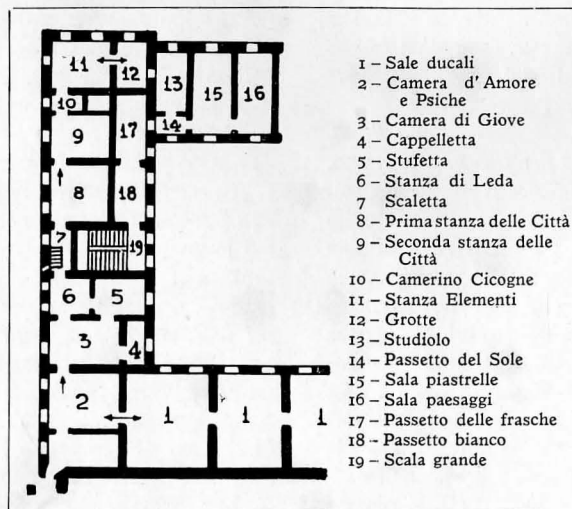 11
12
13
15
16
10
14
9
17
8
18
7
19
6
5
3
4
2
1
1
1
1 – Sale ducali
2 – Camera d'Amore
e Psiche
3 – Camera di Giove
4 – Cappelletta
5 – Stufetta
6 – Stanza di Leda
7 – Scaletta
8 – Prima stanza delle Città
9 – Seconda stanza delle
Città
10 – Camerino Cicogne
11 – Stanza Elementi
12 – Grotte
13 – Studiolo
14 – Passetto del Sole
15 – Sala piastrelle
16 – Sala paesaggi
17 – Passetto delle frasche
18 – Passetto bianco
19 – Scala grande